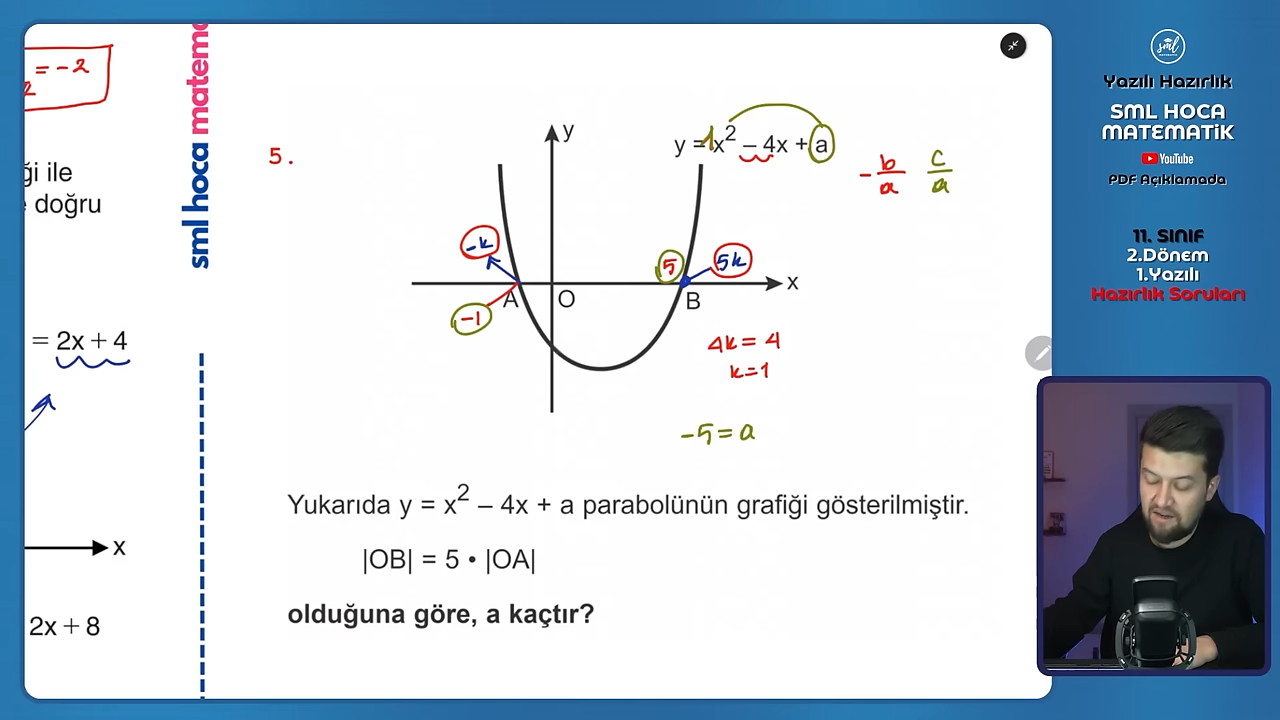 = -2
2
ği ile
doğru
= 2x + 4
x
2x + 8
sml hoca matema
5.
y
y = 1x² – 4x + a
- b/a
c/a
-k
5
5k
x
A
O
B
-1
4k = 4
k = 1
-5 = a
Yukarıda y = x² – 4x + a parabolünün grafiği gösterilmiştir.
|OB| = 5 • |OA|
olduğuna göre, a kaçtır?
sml
Yazılı Hazırlık
SML HOCA
MATEMATİK
YouTube
PDF Açıklamada
11. SINIF
2.Dönem
1.Yazılı
Hazırlık Soruları